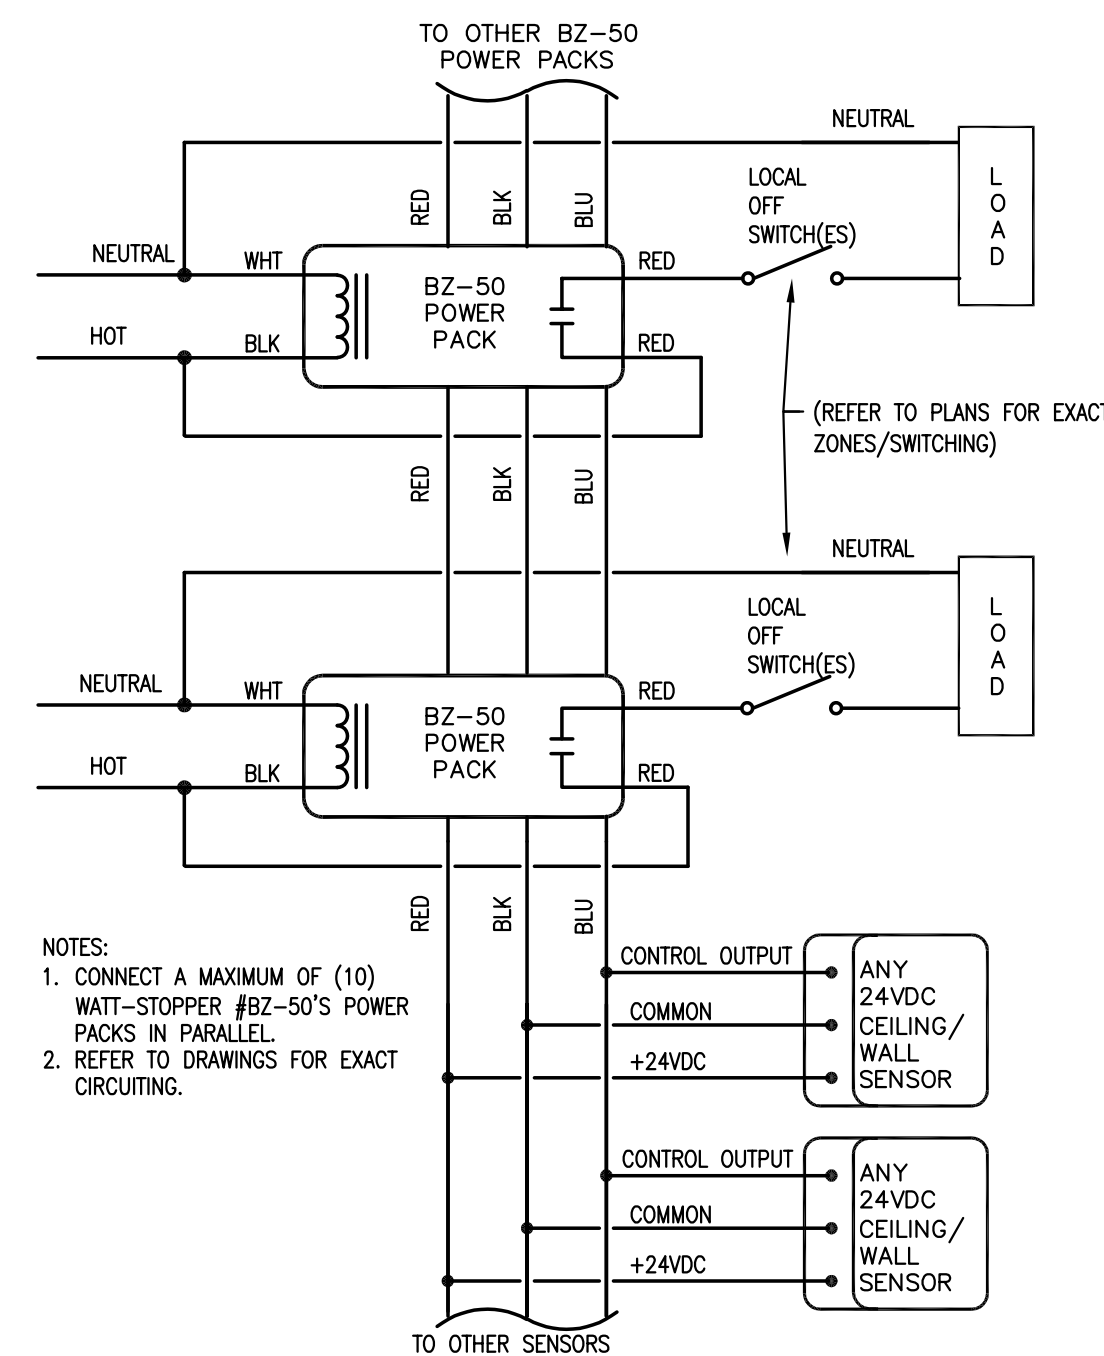 TO OTHER BZ-50
POWER PACKS
NEUTRAL
RED
BLK
BLU
LOCAL
OFF
SWITCH(ES)
L
O
A
D
NEUTRAL
WHT
BZ-50
POWER
PACK
RED
HOT
BLK
RED
(REFER TO PLANS FOR EXACT
ZONES/SWITCHING)
RED
BLK
BLU
NEUTRAL
LOCAL
OFF
SWITCH(ES)
L
O
A
D
NEUTRAL
WHT
BZ-50
POWER
PACK
RED
HOT
BLK
RED
RED
BLK
BLU
NOTES:
1. CONNECT A MAXIMUM OF (10)
WATT-STOPPER #BZ-50'S POWER
PACKS IN PARALLEL.
2. REFER TO DRAWINGS FOR EXACT
CIRCUITING.
CONTROL OUTPUT
COMMON
+24VDC
ANY
24VDC
CEILING/
WALL
SENSOR
CONTROL OUTPUT
COMMON
+24VDC
ANY
24VDC
CEILING/
WALL
SENSOR
TO OTHER SENSORS